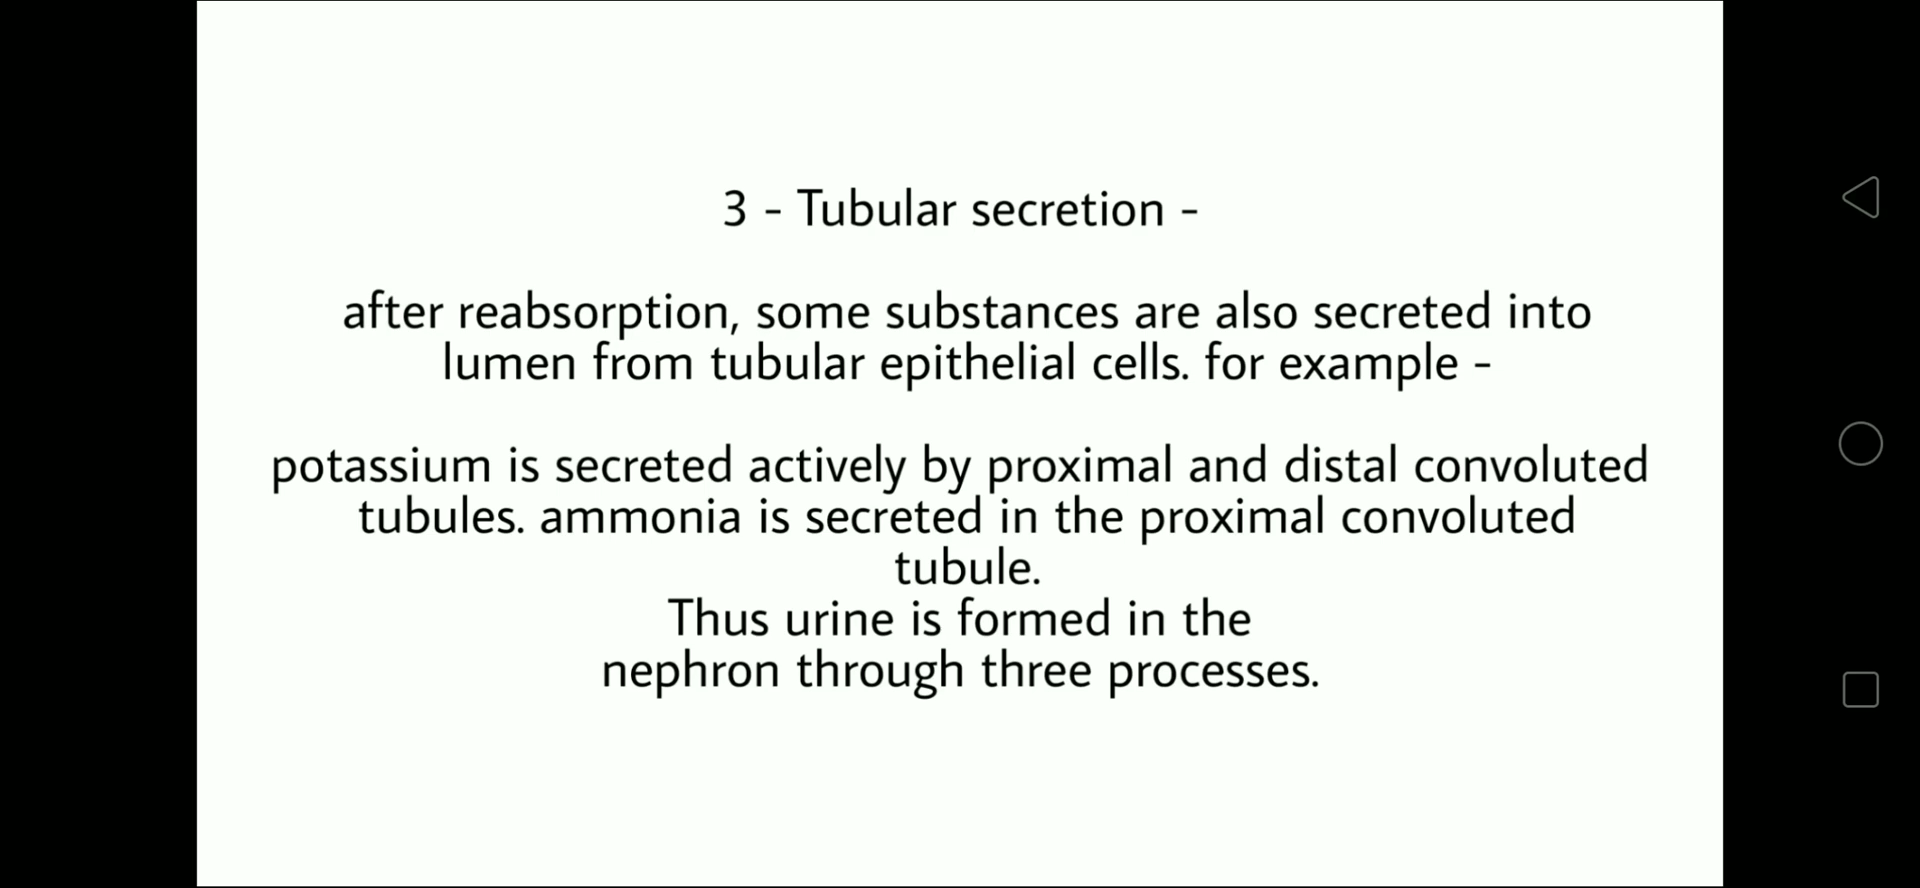 3 - Tubular secretion -
after reabsorption, some substances are also secreted into
lumen from tubular epithelial cells. for example -
potassium is secreted actively by proximal and distal convoluted
tubules. ammonia is secreted in the proximal convoluted
tubule.
Thus urine is formed in the
nephron through three processes.